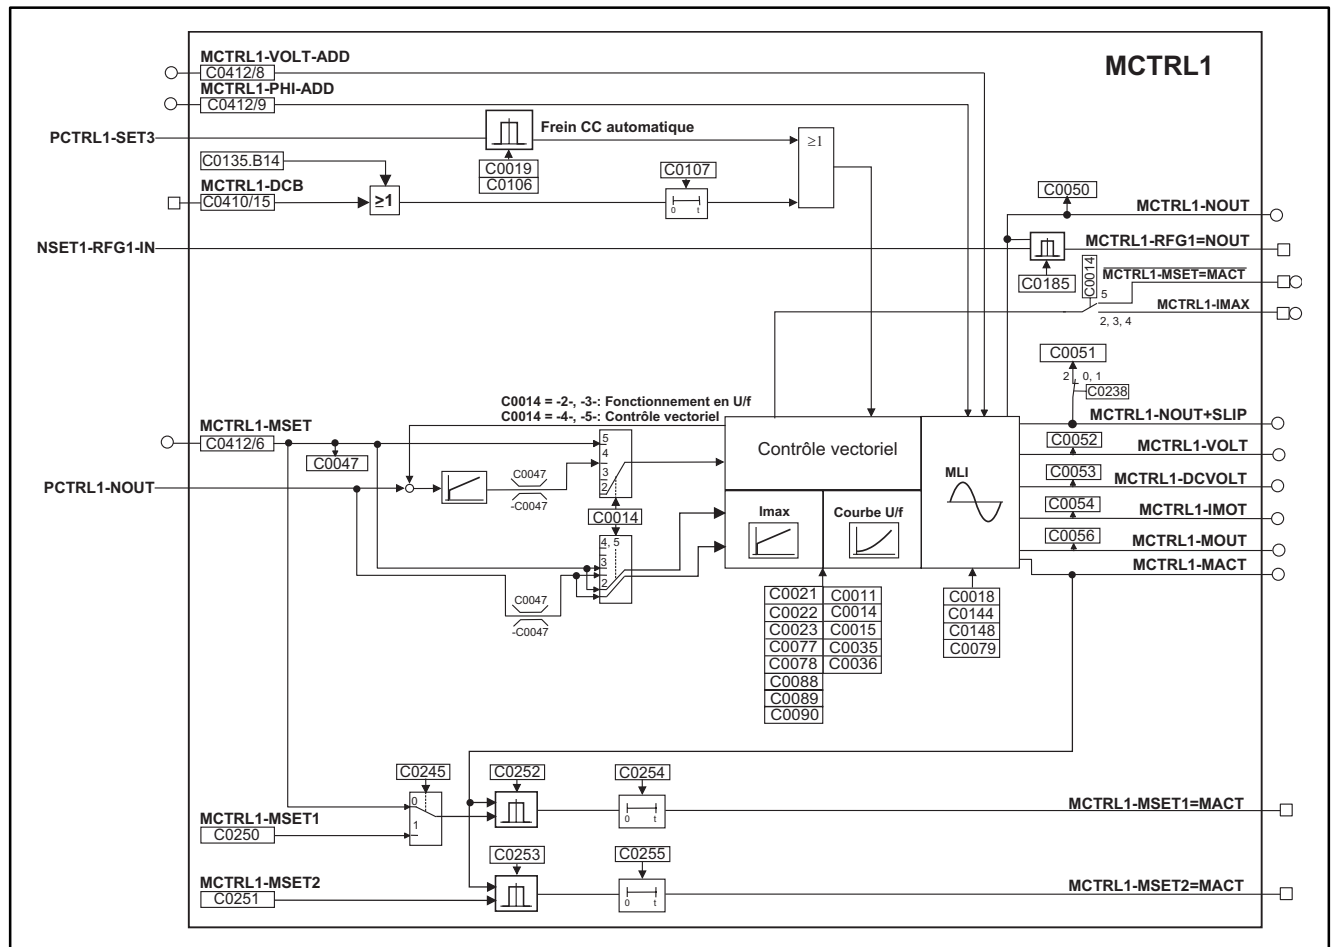 MCTRL1
MCTRL1-VOLT-ADD
C0412/8
MCTRL1-PHI-ADD
C0412/9
PCTRL1-SET3
Frein CC automatique
≥1
C0019
C0106
C0135.B14
MCTRL1-DCB
C0410/15
≥1
C0107
0 t
C0050
MCTRL1-NOUT
NSET1-RFG1-IN
MCTRL1-RFG1=NOUT
C0185
C0014
MCTRL1-MSET=MACT
5
MCTRL1-IMAX
2, 3, 4
C0051
2 0, 1
C0238
C0014 = -2-, -3-: Fonctionnement en U/f
C0014 = -4-, -5-: Contrôle vectoriel
MCTRL1-NOUT+SLIP
MCTRL1-MSET
C0412/6
C0047
5
4
3
2
Contrôle vectoriel
MLI
C0052
MCTRL1-VOLT
C0053
MCTRL1-DCVOLT
PCTRL1-NOUT
C0047
-C0047
C0014
Imax
Courbe U/f
C0054
MCTRL1-IMOT
C0056
MCTRL1-MOUT
MCTRL1-MACT
4, 5
3
2
C0047
-C0047
C0021
C0022
C0023
C0077
C0078
C0088
C0089
C0090
C0011
C0014
C0015
C0035
C0036
C0018
C0144
C0148
C0079
C0245
C0252
C0254
0
1
0 t
MCTRL1-MSET1=MACT
MCTRL1-MSET1
C0250
C0253
C0255
0 t
MCTRL1-MSET2=MACT
MCTRL1-MSET2
C0251